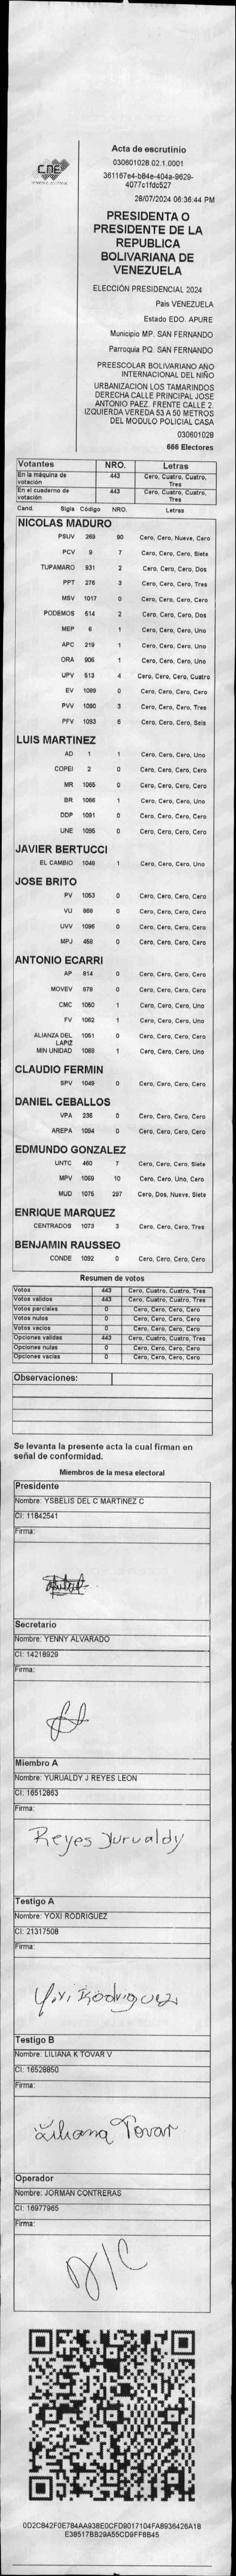 Acta de escrutinio
030601028.02.1.0001
361167e4-b84e-404a-9629-
4077c1fdc527
28/07/2024 06:36:44 PM
CNE
PRESIDENTA O
PRESIDENTE DE LA
REPUBLICA
BOLIVARIANA DE
VENEZUELA
ELECCIÓN PRESIDENCIAL 2024
País VENEZUELA
Estado EDO. APURE
Municipio MP. SAN FERNANDO
Parroquia PQ. SAN FERNANDO
PREESCOLAR BOLIVARIANO AÑO
INTERNACIONAL DEL NIÑO
URBANIZACION LOS TAMARINDOS
DERECHA CALLE PRINCIPAL JOSE
ANTONIO PAEZ. FRENTE CALLE 2.
IZQUIERDA VEREDA 53 A 50 METROS
DEL MODULO POLICIAL CASA
030601028
666 Electores
Votantes NRO. Letras
En la máquina de votación 443 Cero, Cuatro, Cuatro, Tres
En el cuaderno de votación 443 Cero, Cuatro, Cuatro, Tres
Cand. Sigla Código NRO. Letras
NICOLAS MADURO
PSUV 269 90 Cero, Cero, Nueve, Cero
PCV 9 7 Cero, Cero, Cero, Siete
TUPAMARO 931 2 Cero, Cero, Cero, Dos
PPT 276 3 Cero, Cero, Cero, Tres
MSV 1017 0 Cero, Cero, Cero, Cero
PODEMOS 514 2 Cero, Cero, Cero, Dos
MEP 6 1 Cero, Cero, Cero, Uno
APC 219 1 Cero, Cero, Cero, Uno
ORA 906 1 Cero, Cero, Cero, Uno
UPV 513 4 Cero, Cero, Cero, Cuatro
EV 1089 0 Cero, Cero, Cero, Cero
PVV 1090 3 Cero, Cero, Cero, Tres
PFV 1093 6 Cero, Cero, Cero, Seis
LUIS MARTINEZ
AD 1 1 Cero, Cero, Cero, Uno
COPEI 2 0 Cero, Cero, Cero, Cero
MR 1065 0 Cero, Cero, Cero, Cero
BR 1066 1 Cero, Cero, Cero, Uno
DDP 1091 0 Cero, Cero, Cero, Cero
UNE 1095 0 Cero, Cero, Cero, Cero
JAVIER BERTUCCI
EL CAMBIO 1048 1 Cero, Cero, Cero, Uno
JOSE BRITO
PV 1053 0 Cero, Cero, Cero, Cero
VU 868 0 Cero, Cero, Cero, Cero
UVV 1096 0 Cero, Cero, Cero, Cero
MPJ 458 0 Cero, Cero, Cero, Cero
ANTONIO ECARRI
AP 814 0 Cero, Cero, Cero, Cero
MOVEV 978 0 Cero, Cero, Cero, Cero
CMC 1050 1 Cero, Cero, Cero, Uno
FV 1062 1 Cero, Cero, Cero, Uno
ALIANZA DEL LAPIZ 1051 0 Cero, Cero, Cero, Cero
MIN UNIDAD 1068 1 Cero, Cero, Cero, Uno
CLAUDIO FERMIN
SPV 1049 0 Cero, Cero, Cero, Cero
DANIEL CEBALLOS
VPA 236 0 Cero, Cero, Cero, Cero
AREPA 1094 0 Cero, Cero, Cero, Cero
EDMUNDO GONZALEZ
UNTC 460 7 Cero, Cero, Cero, Siete
MPV 1069 10 Cero, Cero, Uno, Cero
MUD 1075 297 Cero, Dos, Nueve, Siete
ENRIQUE MARQUEZ
CENTRADOS 1073 3 Cero, Cero, Cero, Tres
BENJAMIN RAUSSEO
CONDE 1092 0 Cero, Cero, Cero, Cero
Resumen de votos
Votos 443 Cero, Cuatro, Cuatro, Tres
Votos validos 443 Cero, Cuatro, Cuatro, Tres
Votos parciales 0 Cero, Cero, Cero, Cero
Votos nulos 0 Cero, Cero, Cero, Cero
Votos vacíos 0 Cero, Cero, Cero, Cero
Opciones validas 443 Cero, Cuatro, Cuatro, Tres
Opciones nulas 0 Cero, Cero, Cero, Cero
Opciones vacías 0 Cero, Cero, Cero, Cero
Observaciones:
Se levanta la presente acta la cual firman en
señal de conformidad.
Miembros de la mesa electoral
Presidente
Nombre: YSBELIS DEL C MARTINEZ C
CI: 11842541
Firma:
Secretario
Nombre: YENNY ALVARADO
CI: 14218929
Firma:
Miembro A
Nombre: YURUALDY J REYES LEON
CI: 16512863
Firma:
Reyes Yurualdy
Testigo A
Nombre: YOXI RODRIGUEZ
CI: 21317508
Firma:
Yoxi Rodriguez
Testigo B
Nombre: LILIANA K TOVAR V
CI: 16528850
Firma:
Liliana Tovar
Operador
Nombre: JORMAN CONTRERAS
CI: 16977965
Firma:
J/C
0D2C842F0E784AA938E0CFD9017104FA8936426A18
E38517BB29A55CD9FF8B45